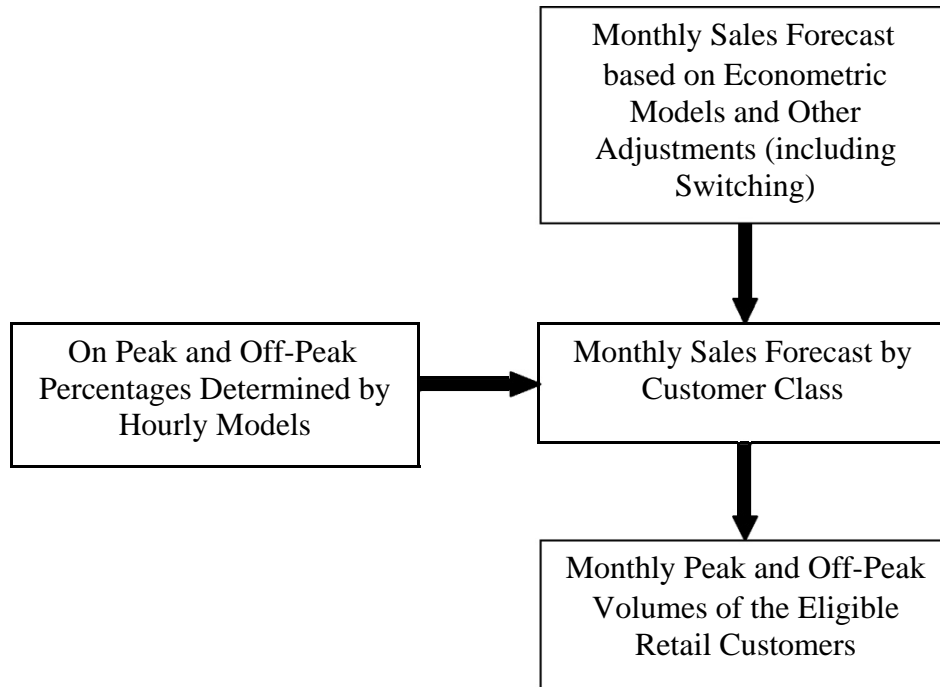 Monthly Sales Forecast
based on Econometric
Models and Other
Adjustments (including
Switching)
On Peak and Off-Peak
Percentages Determined by
Hourly Models
Monthly Sales Forecast by
Customer Class
Monthly Peak and Off-Peak
Volumes of the Eligible
Retail Customers